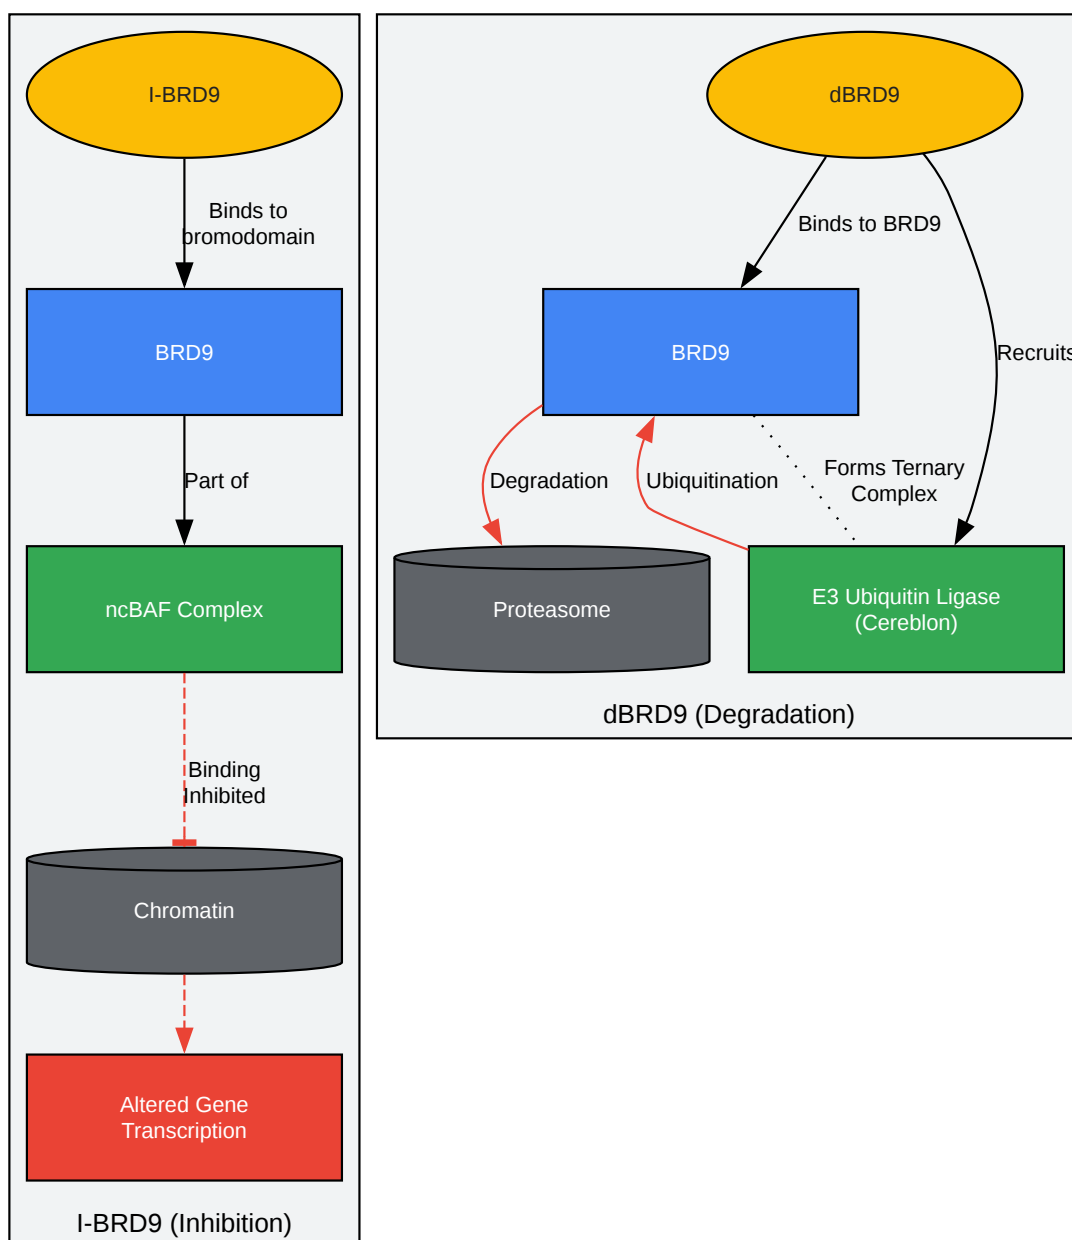 I-BRD9
Binds to
bromodomain
BRD9
Part of
ncBAF Complex
Binding
Inhibited
Chromatin
Altered Gene
Transcription
I-BRD9 (Inhibition)
dBRD9
Binds to BRD9
BRD9
Recruits
Degradation
Ubiquitination
Forms Ternary
Complex
Proteasome
E3 Ubiquitin Ligase
(Cereblon)
dBRD9 (Degradation)